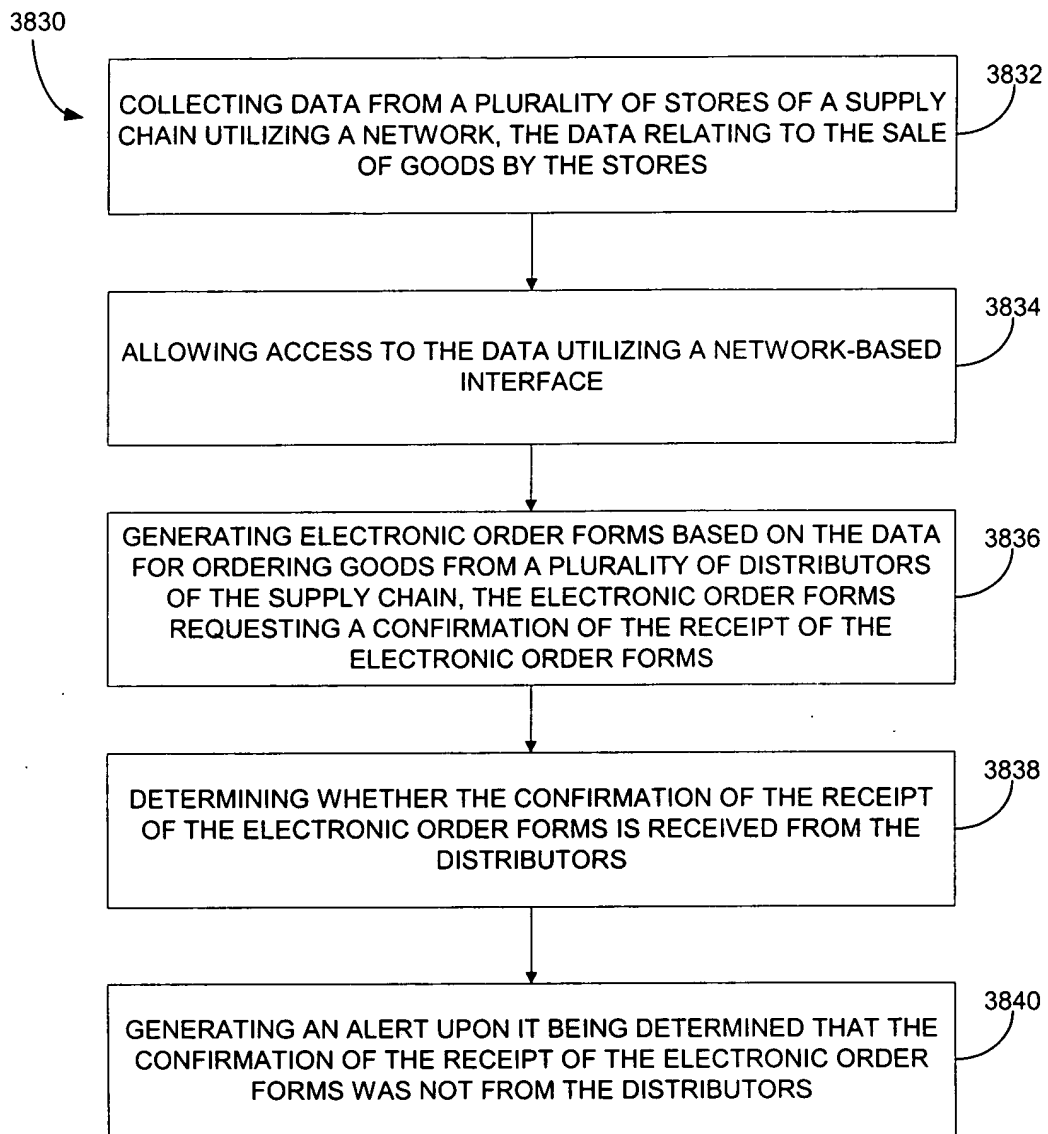 3830
3832
COLLECTING DATA FROM A PLURALITY OF STORES OF A SUPPLY
CHAIN UTILIZING A NETWORK, THE DATA RELATING TO THE SALE
OF GOODS BY THE STORES
3834
ALLOWING ACCESS TO THE DATA UTILIZING A NETWORK-BASED
INTERFACE
3836
GENERATING ELECTRONIC ORDER FORMS BASED ON THE DATA
FOR ORDERING GOODS FROM A PLURALITY OF DISTRIBUTORS
OF THE SUPPLY CHAIN, THE ELECTRONIC ORDER FORMS
REQUESTING A CONFIRMATION OF THE RECEIPT OF THE
ELECTRONIC ORDER FORMS
3838
DETERMINING WHETHER THE CONFIRMATION OF THE RECEIPT
OF THE ELECTRONIC ORDER FORMS IS RECEIVED FROM THE
DISTRIBUTORS
3840
GENERATING AN ALERT UPON IT BEING DETERMINED THAT THE
CONFIRMATION OF THE RECEIPT OF THE ELECTRONIC ORDER
FORMS WAS NOT FROM THE DISTRIBUTORS